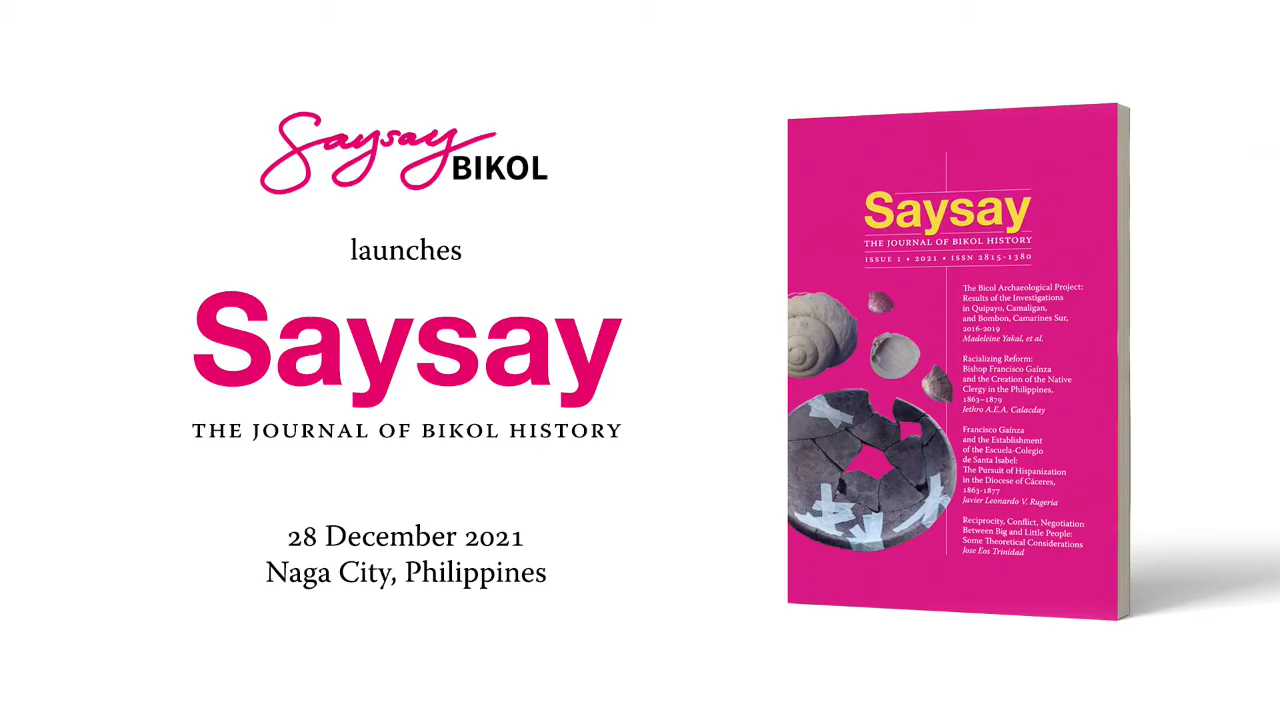 Saysay BIKOL
launches
Saysay
THE JOURNAL OF BIKOL HISTORY
28 December 2021
Naga City, Philippines
Saysay
THE JOURNAL OF BIKOL HISTORY
ISSUE 1 • 2021 • ISSN 2815-1380
The Bicol Archaeological Project:
Results of the Investigations
in Quipayo, Camaligan,
and Bombon, Camarines Sur,
2016-2019
Madeleine Yakal, et al.
Racializing Reform:
Bishop Francisco Gaínza
and the Creation of the Native
Clergy in the Philippines,
1863–1879
Jethro A.E.A. Calacday
Francisco Gaínza
and the Establishment
of the Escuela-Colegio
de Santa Isabel:
The Pursuit of Hispanization
in the Diocese of Cáceres,
1863-1877
Javier Leonardo V. Rugeria
Reciprocity, Conflict, Negotiation
Between Big and Little People:
Some Theoretical Considerations
Jose Eos Trinidad